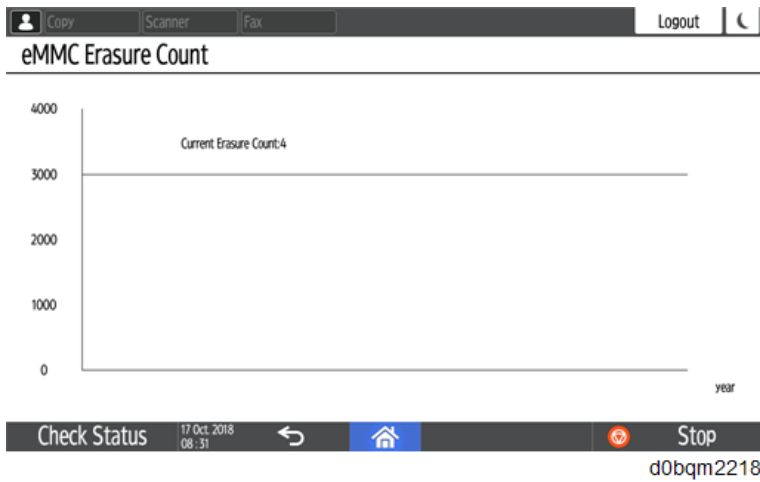 Copy Scanner Fax Logout
eMMC Erasure Count
4000
Current Erasure Count:4
3000
2000
1000
0
year
Check Status 17 Oct. 2018 Stop
08 : 31
d0bqm2218